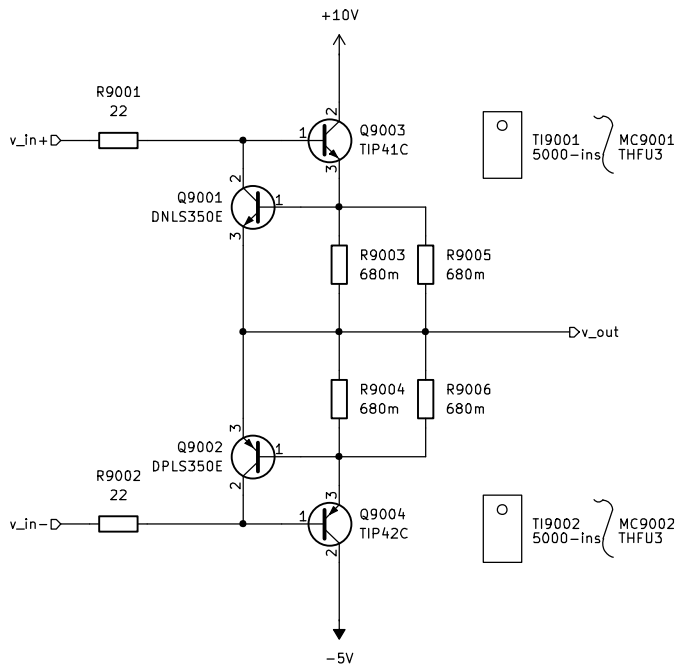 +10V
R9001
22
v_in+
1
2
3
Q9003
TIP41C
TI9001
5000-ins
MC9001
THFU3
Q9001
DNLS350E
2
1
3
R9003
680m
R9005
680m
v_out
R9004
680m
R9006
680m
Q9002
DPLS350E
3
1
2
R9002
22
v_in-
1
3
2
Q9004
TIP42C
TI9002
5000-ins
MC9002
THFU3
-5V